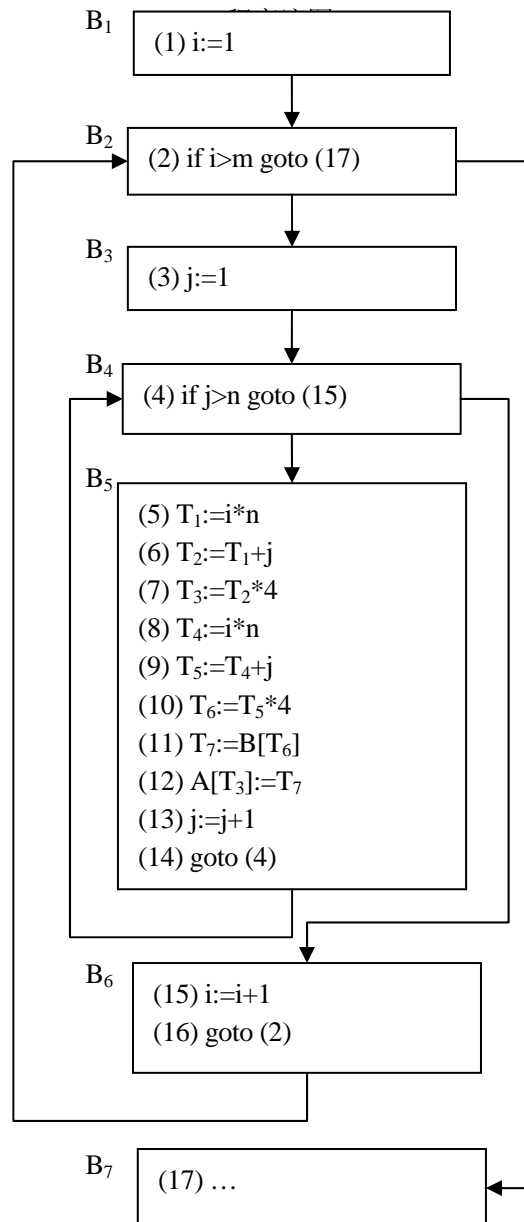 B₁
(1) i:=1
B₂
(2) if i>m goto (17)
B₃
(3) j:=1
B₄
(4) if j>n goto (15)
B₅
(5) T₁:=i*n
(6) T₂:=T₁+j
(7) T₃:=T₂*4
(8) T₄:=i*n
(9) T₅:=T₄+j
(10) T₆:=T₅*4
(11) T₇:=B[T₆]
(12) A[T₃]:=T₇
(13) j:=j+1
(14) goto (4)
B₆
(15) i:=i+1
(16) goto (2)
B₇
(17) …